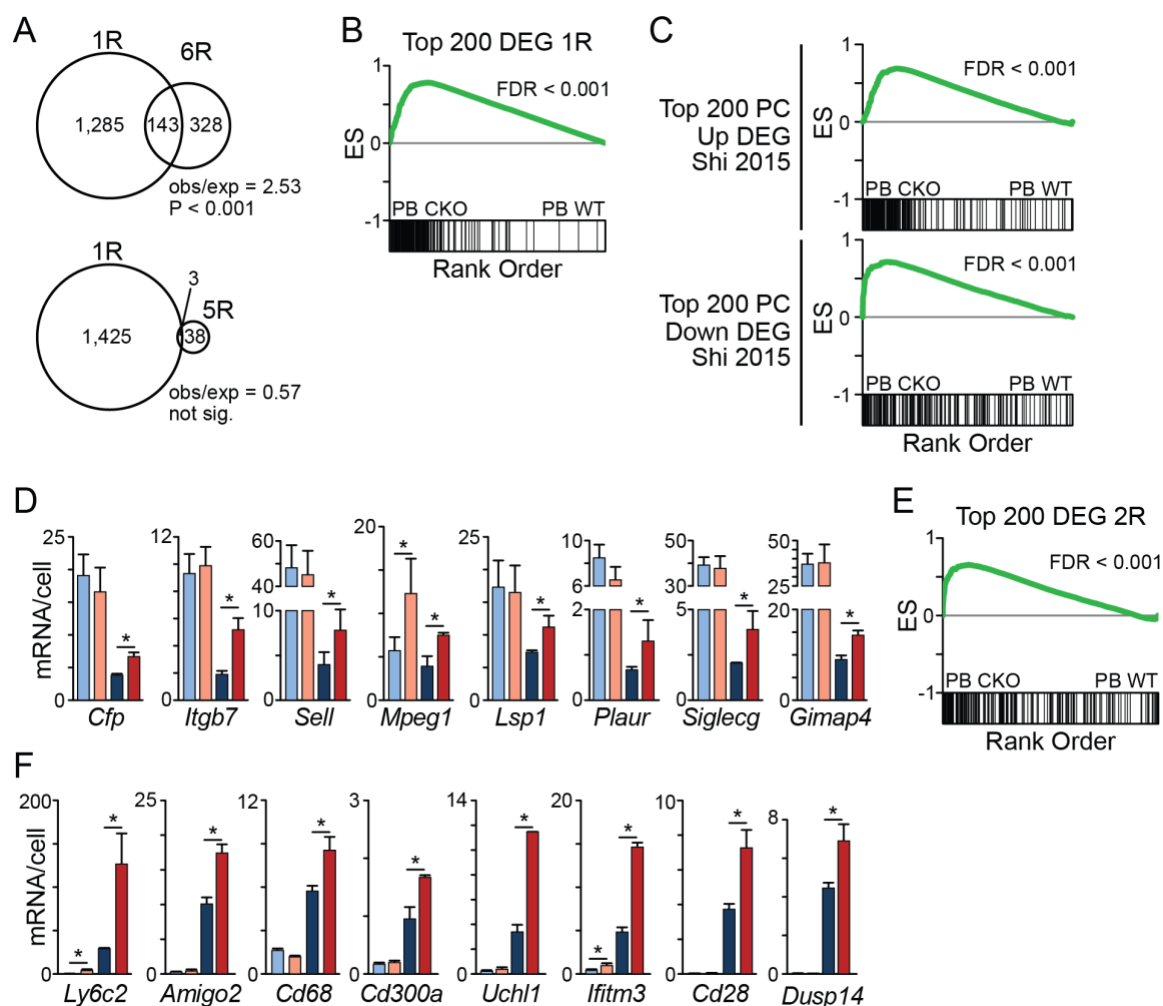 A
1R
6R
1,285
143
328
obs/exp = 2.53
P < 0.001
1R
3
5R
1,425
38
obs/exp = 0.57
not sig.
B
Top 200 DEG 1R
1
FDR < 0.001
ES
0
PB CKO
PB WT
-1
Rank Order
C
1
FDR < 0.001
Top 200 PC
Up DEG
Shi 2015
ES
0
PB CKO
PB WT
-1
1
FDR < 0.001
Top 200 PC
Down DEG
Shi 2015
ES
0
PB CKO
PB WT
-1
Rank Order
D
mRNA/cell
25
0
Cfp
12
0
Itgb7
60
40
10
0
Sell
20
0
Mpeg1
25
0
Lsp1
10
6
2
0
Plaur
50
30
5
0
Siglecg
50
25
20
0
Gimap4
* * * * * * * * *
E
Top 200 DEG 2R
1
FDR < 0.001
ES
0
PB CKO
PB WT
-1
Rank Order
F
mRNA/cell
200
0
Ly6c2
25
0
Amigo2
12
0
Cd68
3
0
Cd300a
14
0
Uchl1
20
0
Ifitm3
10
0
Cd28
8
0
Dusp14
* * * * * * * * * *